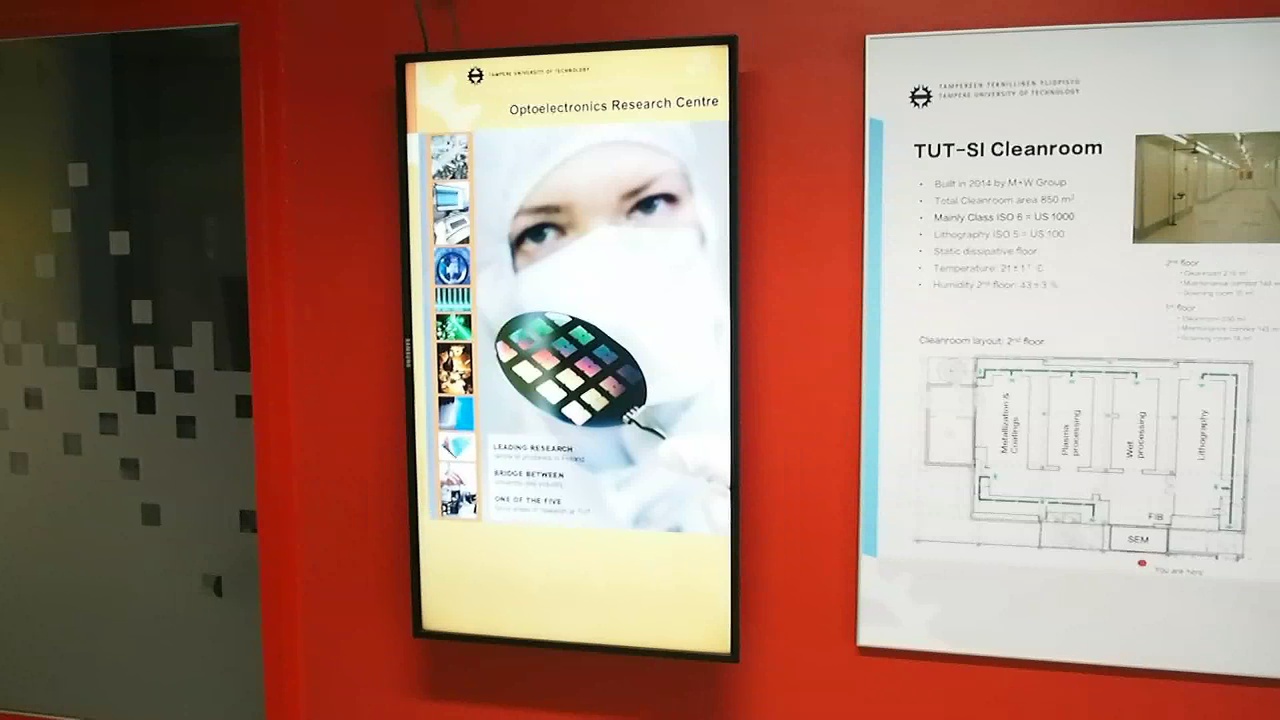 TAMPERE UNIVERSITY OF TECHNOLOGY
Optoelectronics Research Centre
LEADING RESEARCH
BRIDGE BETWEEN
university and industry
ONE OF THE FIVE
TAMPEREEN TEKNILLINEN YLIOPISTO
TAMPERE UNIVERSITY OF TECHNOLOGY
TUT-SI Cleanroom
• Built in 2014 by M+W Group
• Total Cleanroom area 850 m²
• Mainly Class ISO 6 = US 1000
• Lithography ISO 5 = US 100
• Static dissipative floor
• Temperature: 21 ± 1 °C
• Humidity 2nd floor: 43 ± 3 %
2nd floor
1st floor
Cleanroom layout: 2nd floor
Metallization &
Coatings
Plasma
processing
Wet
processing
Lithography
FIB
SEM
You are here